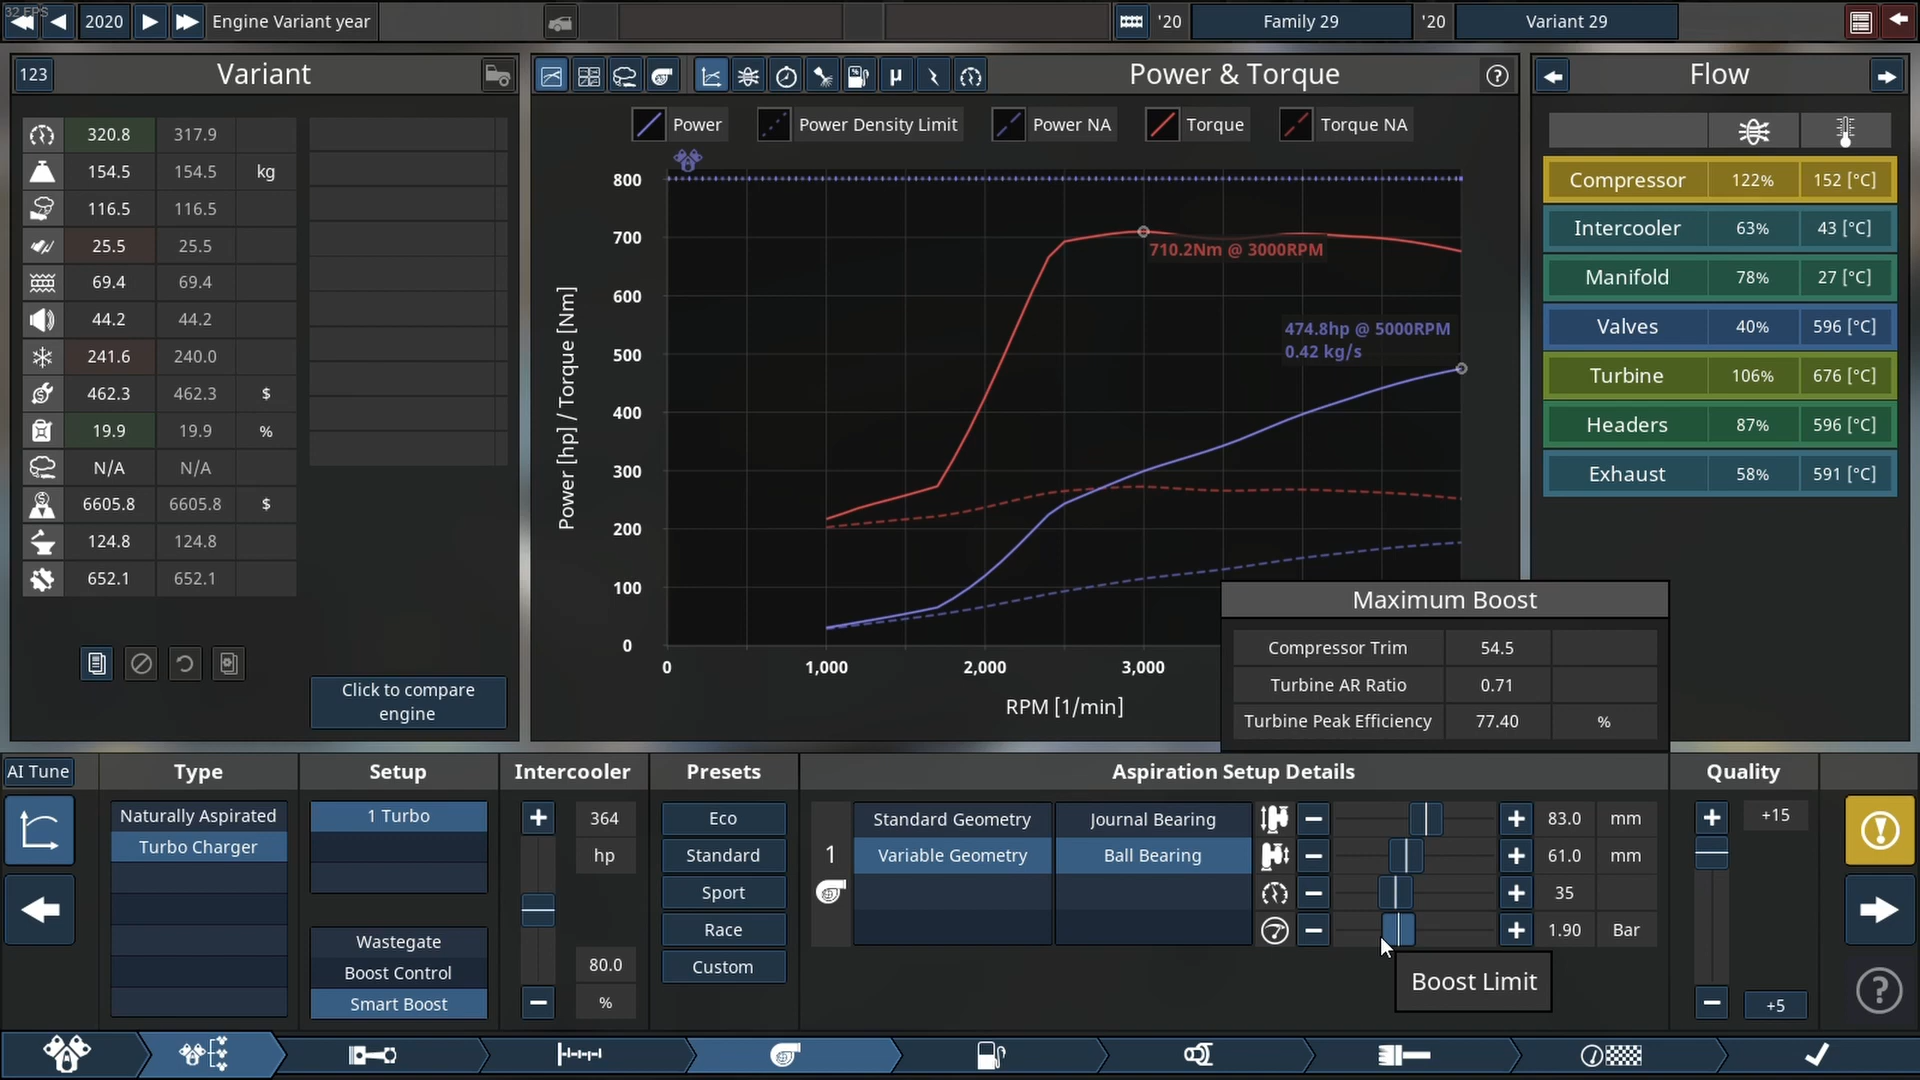 32 FPS
2020
Engine Variant year
'20
Family 29
'20
Variant 29
123
Variant
320.8 317.9
154.5 154.5 kg
116.5 116.5
25.5 25.5
69.4 69.4
44.2 44.2
241.6 240.0
462.3 462.3 $
19.9 19.9 %
N/A N/A
6605.8 6605.8 $
124.8 124.8
652.1 652.1
Click to compare
engine
µ
Power & Torque
?
Power
Power Density Limit
Power NA
Torque
Torque NA
Power [hp] / Torque [Nm]
800
700
600
500
400
300
200
100
0
710.2Nm @ 3000RPM
474.8hp @ 5000RPM
0.42 kg/s
0 1,000 2,000 3,000
RPM [1/min]
Flow
Compressor 122% 152 [°C]
Intercooler 63% 43 [°C]
Manifold 78% 27 [°C]
Valves 40% 596 [°C]
Turbine 106% 676 [°C]
Headers 87% 596 [°C]
Exhaust 58% 591 [°C]
Maximum Boost
Compressor Trim 54.5
Turbine AR Ratio 0.71
Turbine Peak Efficiency 77.40 %
AI Tune
Type
Naturally Aspirated
Turbo Charger
Setup
1 Turbo
Wastegate
Boost Control
Smart Boost
Intercooler
+ 364
hp
80.0
− %
Presets
Eco
Standard
Sport
Race
Custom
Aspiration Setup Details
1
Standard Geometry
Variable Geometry
Journal Bearing
Ball Bearing
− + 83.0 mm
− + 61.0 mm
− + 35
− + 1.90 Bar
Boost Limit
Quality
+ +15
− +5
!
?